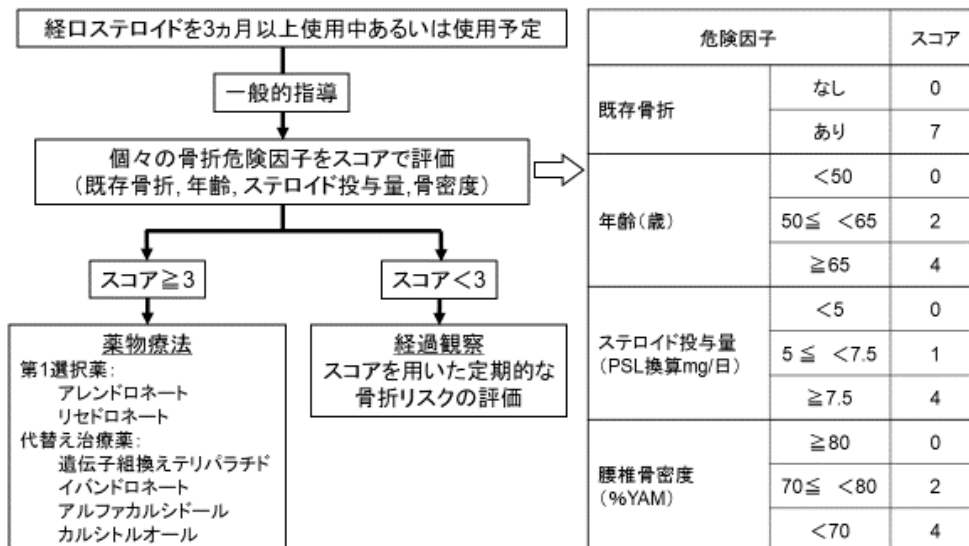 経口ステロイドを3ヵ月以上使用中あるいは使用予定
一般的指導
個々の骨折危険因子をスコアで評価
(既存骨折, 年齢, ステロイド投与量, 骨密度)
スコア≧3
スコア<3
薬物療法
第1選択薬:
アレンドロネート
リセドロネート
代替え治療薬:
遺伝子組換えテリパラチド
イバンドロネート
アルファカルシドール
カルシトルオール
経過観察
スコアを用いた定期的な
骨折リスクの評価
危険因子 スコア
既存骨折
なし 0
あり 7
年齢(歳)
<50 0
50≦ <65 2
≧65 4
ステロイド投与量
(PSL換算mg/日)
<5 0
5≦ <7.5 1
≧7.5 4
腰椎骨密度
(%YAM)
≧80 0
70≦ <80 2
<70 4